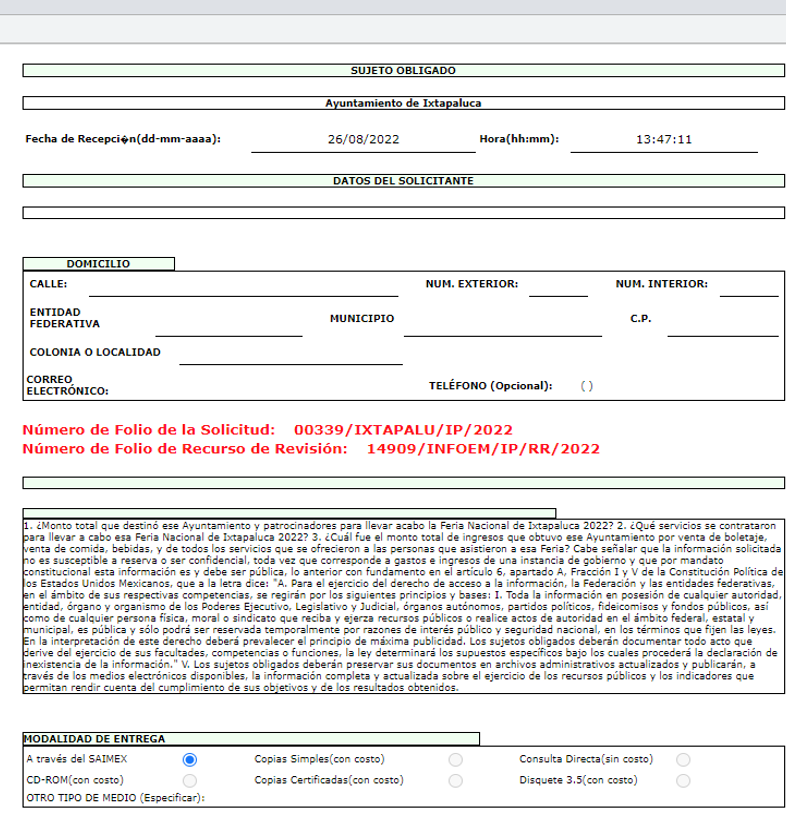 SUJETO OBLIGADO
Ayuntamiento de Ixtapaluca
Fecha de Recepci�n(dd-mm-aaaa): 26/08/2022 Hora(hh:mm): 13:47:11
DATOS DEL SOLICITANTE
DOMICILIO
CALLE: NUM. EXTERIOR: NUM. INTERIOR:
ENTIDAD
FEDERATIVA MUNICIPIO C.P.
COLONIA O LOCALIDAD
CORREO
ELECTRÓNICO: TELÉFONO (Opcional): ( )
Número de Folio de la Solicitud: 00339/IXTAPALU/IP/2022
Número de Folio de Recurso de Revisión: 14909/INFOEM/IP/RR/2022
1. ¿Monto total que destinó ese Ayuntamiento y patrocinadores para llevar acabo la Feria Nacional de Ixtapaluca 2022? 2. ¿Qué servicios se contrataron
para llevar a cabo esa Feria Nacional de Ixtapaluca 2022? 3. ¿Cuál fue el monto total de ingresos que obtuvo ese Ayuntamiento por venta de boletaje,
venta de comida, bebidas, y de todos los servicios que se ofrecieron a las personas que asistieron a esa Feria? Cabe señalar que la información solicitada
no es susceptible a reserva o ser confidencial, toda vez que corresponde a gastos e ingresos de una instancia de gobierno y que por mandato
constitucional esta información es y debe ser pública, lo anterior con fundamento en el artículo 6, apartado A, Fracción I y V de la Constitución Política de
los Estados Unidos Mexicanos, que a la letra dice: "A. Para el ejercicio del derecho de acceso a la información, la Federación y las entidades federativas,
en el ámbito de sus respectivas competencias, se regirán por los siguientes principios y bases: I. Toda la información en posesión de cualquier autoridad,
entidad, órgano y organismo de los Poderes Ejecutivo, Legislativo y Judicial, órganos autónomos, partidos políticos, fideicomisos y fondos públicos, así
como de cualquier persona física, moral o sindicato que reciba y ejerza recursos públicos o realice actos de autoridad en el ámbito federal, estatal y
municipal, es pública y sólo podrá ser reservada temporalmente por razones de interés público y seguridad nacional, en los términos que fijen las leyes.
En la interpretación de este derecho deberá prevalecer el principio de máxima publicidad. Los sujetos obligados deberán documentar todo acto que
derive del ejercicio de sus facultades, competencias o funciones, la ley determinará los supuestos específicos bajo los cuales procederá la declaración de
inexistencia de la información." V. Los sujetos obligados deberán preservar sus documentos en archivos administrativos actualizados y publicarán, a
través de los medios electrónicos disponibles, la información completa y actualizada sobre el ejercicio de los recursos públicos y los indicadores que
permitan rendir cuenta del cumplimiento de sus objetivos y de los resultados obtenidos.
MODALIDAD DE ENTREGA
A través del SAIMEX Copias Simples(con costo) Consulta Directa(sin costo)
CD-ROM(con costo) Copias Certificadas(con costo) Disquete 3.5(con costo)
OTRO TIPO DE MEDIO (Especificar):